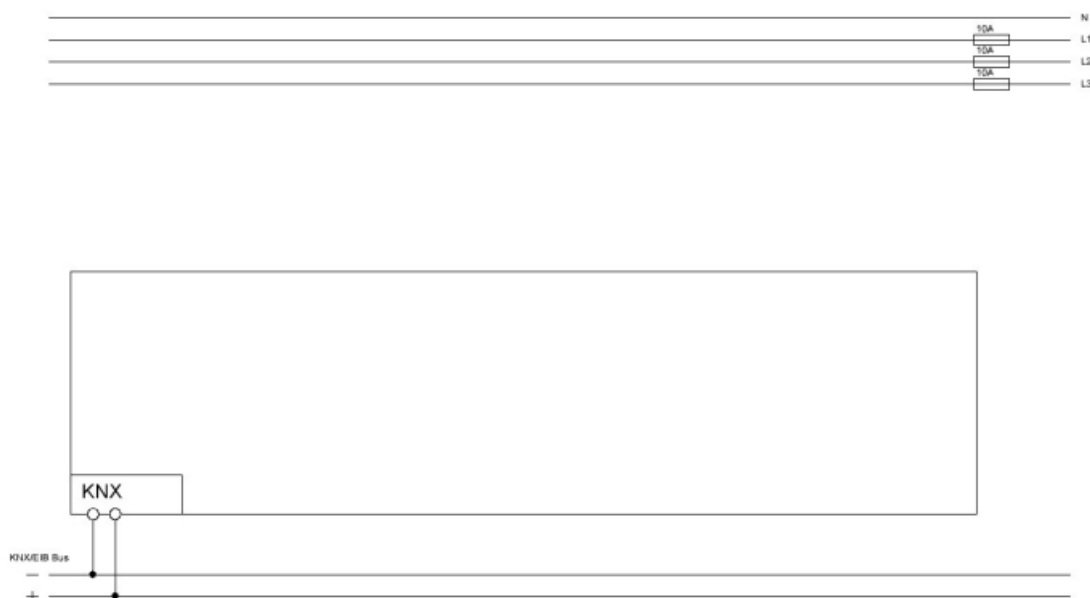 N
10A
L1
10A
L2
10A
L3
KNX
KNX/EIB Bus
—
+